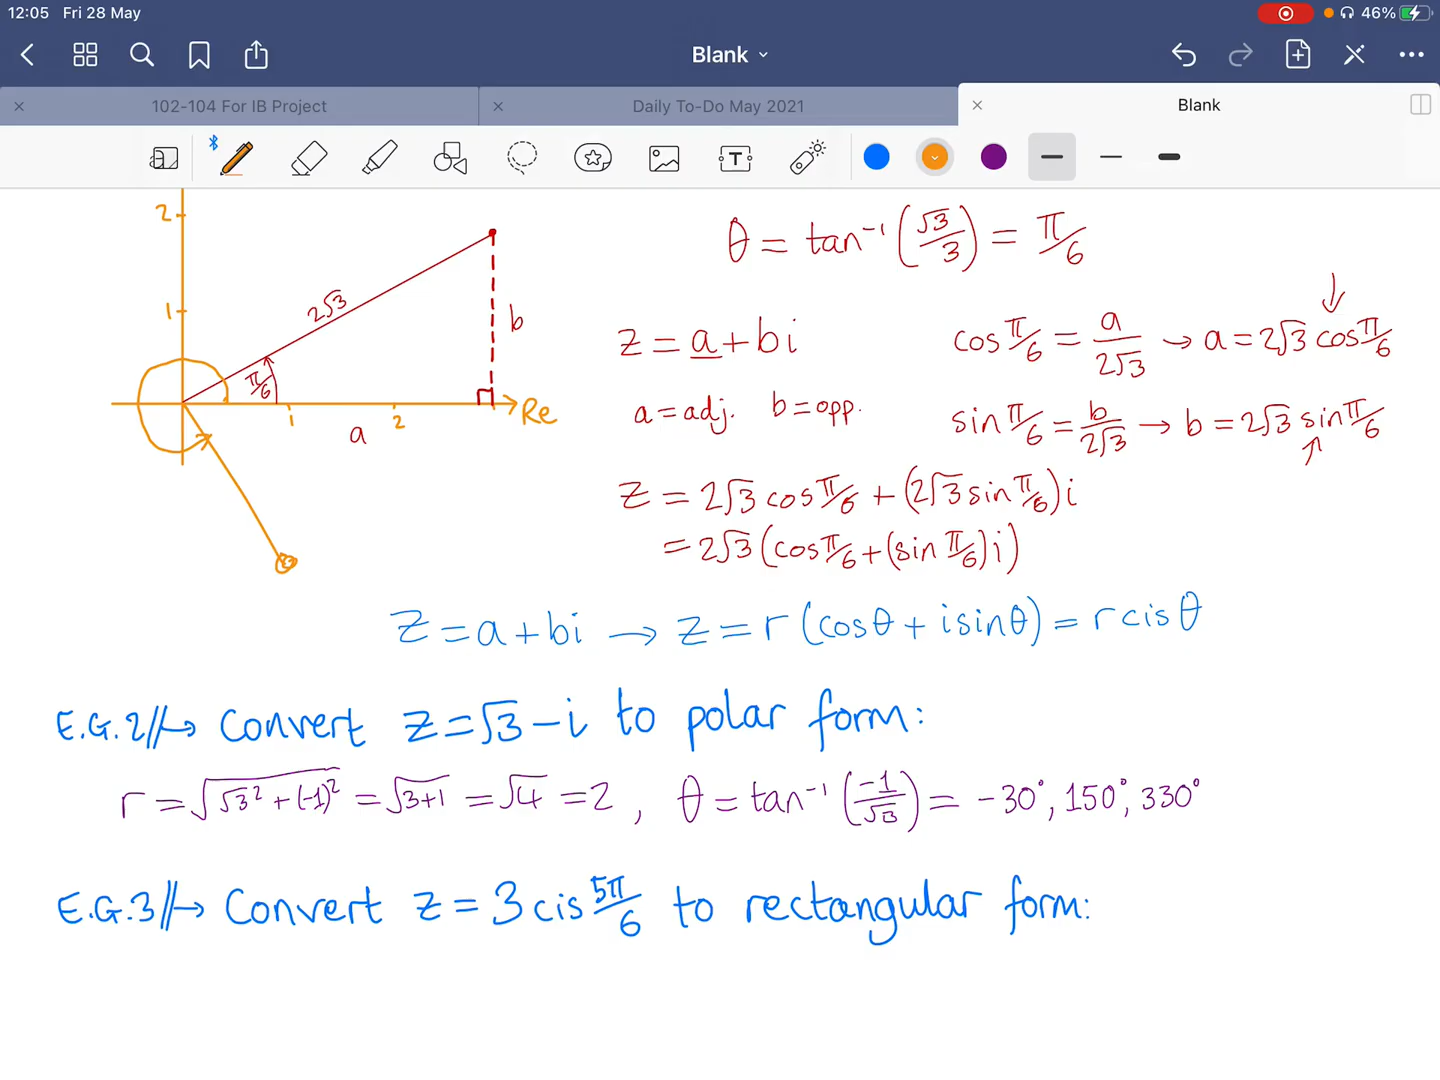 12:05 Fri 28 May
46%
Blank
102-104 For IB Project
Daily To-Do May 2021
Blank
T
2
1
2√3
π/6
b
1
a
2
Re
θ = tan⁻¹(√3/3) = π/6
z = a + bi
cos π/6 = a/2√3 → a = 2√3 cos π/6
a = adj. b = opp.
sin π/6 = b/2√3 → b = 2√3 sin π/6
z = 2√3 cos π/6 + (2√3 sin π/6)i
= 2√3(cos π/6 + (sin π/6)i)
z = a + bi → z = r(cosθ + isinθ) = r cisθ
E.G.2//→ Convert z = √3 - i to polar form:
r = √(√3² + (-1)²) = √3+1 = √4 = 2, θ = tan⁻¹(-1/√3) = -30°, 150°, 330°
E.G.3//→ Convert z = 3 cis 5π/6 to rectangular form: